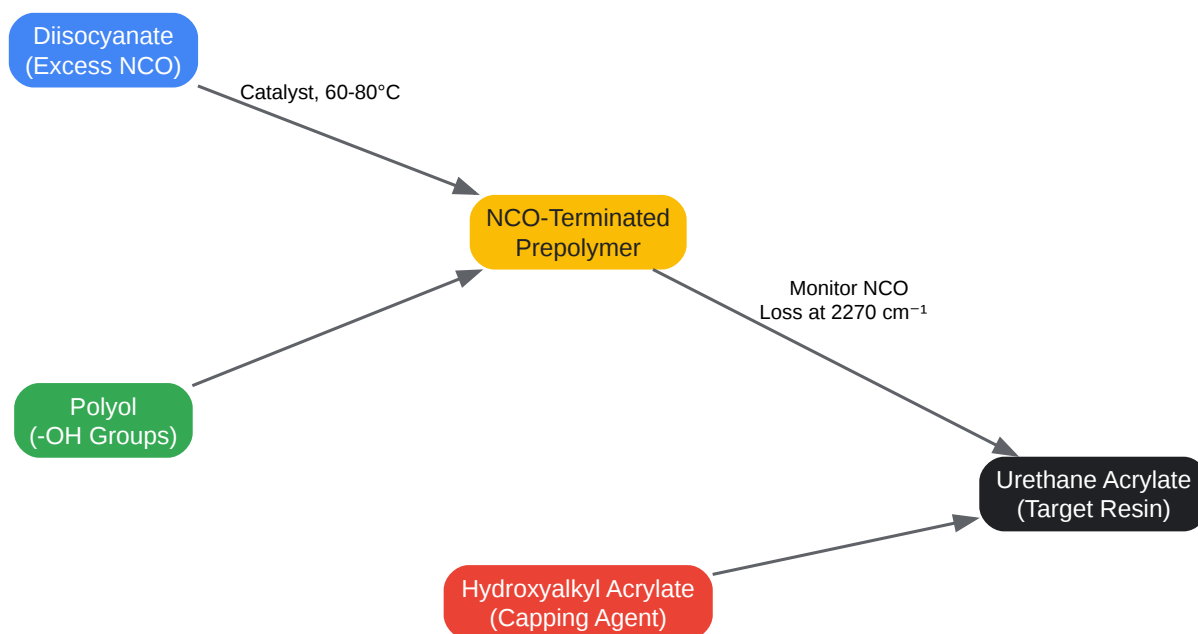 Diisocyanate
(Excess NCO)
Catalyst, 60-80°C
NCO-Terminated
Prepolymer
Monitor NCO
Loss at 2270 cm⁻¹
Polyol
(-OH Groups)
Urethane Acrylate
(Target Resin)
Hydroxyalkyl Acrylate
(Capping Agent)